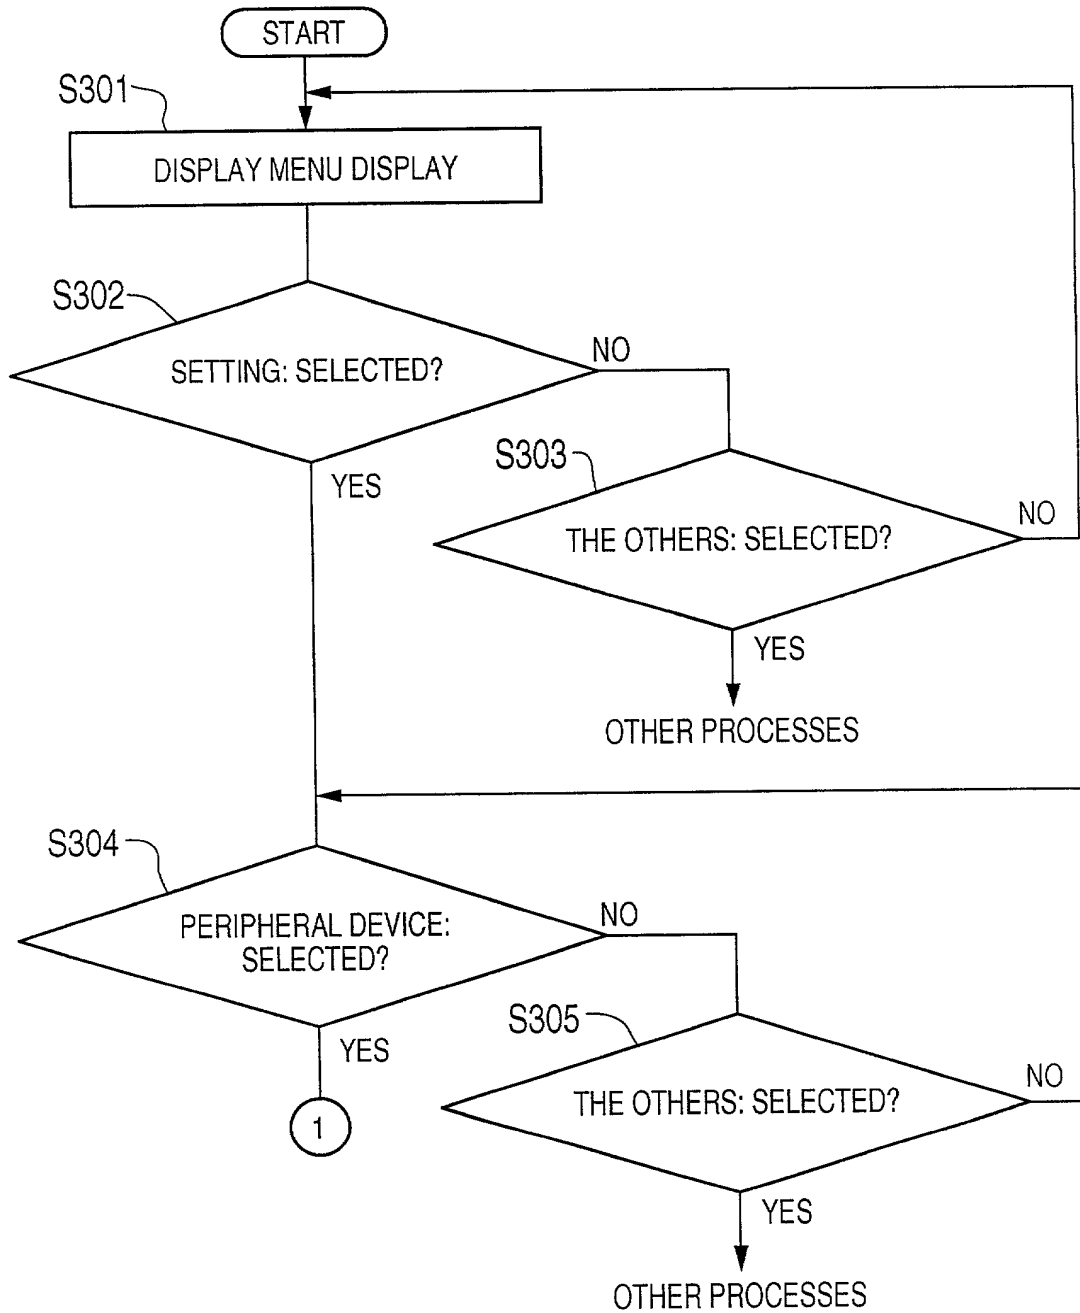 START
S301
DISPLAY MENU DISPLAY
S302
SETTING: SELECTED?
NO
YES
S303
THE OTHERS: SELECTED?
NO
YES
OTHER PROCESSES
S304
PERIPHERAL DEVICE:
SELECTED?
NO
YES
1
S305
THE OTHERS: SELECTED?
NO
YES
OTHER PROCESSES